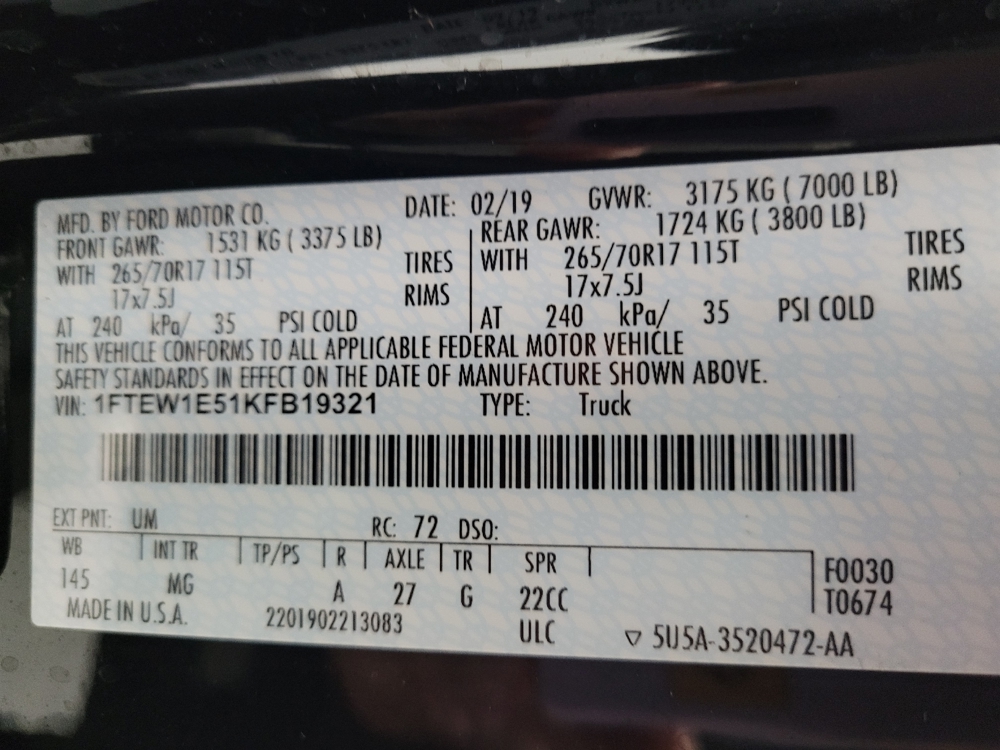 MFD. BY FORD MOTOR CO. DATE: 02/19 GVWR: 3175 KG ( 7000 LB)
FRONT GAWR: 1531 KG ( 3375 LB) REAR GAWR: 1724 KG ( 3800 LB)
WITH 265/70R17 115T TIRES WITH 265/70R17 115T TIRES
17x7.5J RIMS 17x7.5J RIMS
AT 240 kPa/ 35 PSI COLD AT 240 kPa/ 35 PSI COLD
THIS VEHICLE CONFORMS TO ALL APPLICABLE FEDERAL MOTOR VEHICLE
SAFETY STANDARDS IN EFFECT ON THE DATE OF MANUFACTURE SHOWN ABOVE.
VIN: 1FTEW1E51KFB19321 TYPE: Truck
EXT PNT: UM RC: 72 DSO:
WB INT TR TP/PS R AXLE TR SPR F0030
145 MG A 27 G 22CC T0674
MADE IN U.S.A. 2201902213083 ULC ▽ 5U5A-3520472-AA